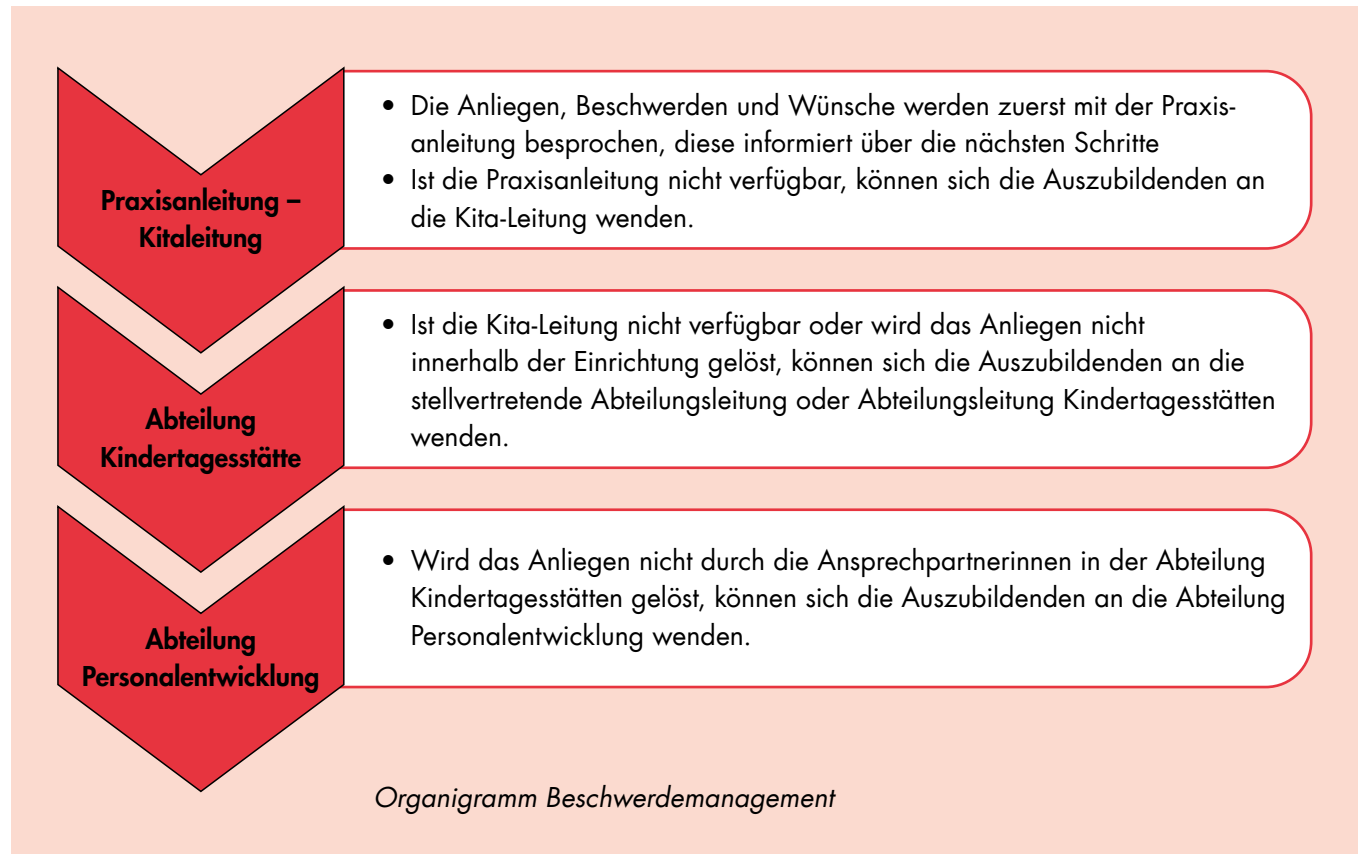 Praxisanleitung –
Kitaleitung
• Die Anliegen, Beschwerden und Wünsche werden zuerst mit der Praxis-
anleitung besprochen, diese informiert über die nächsten Schritte
• Ist die Praxisanleitung nicht verfügbar, können sich die Auszubildenden an
die Kita-Leitung wenden.
Abteilung
Kindertagesstätte
• Ist die Kita-Leitung nicht verfügbar oder wird das Anliegen nicht
innerhalb der Einrichtung gelöst, können sich die Auszubildenden an die
stellvertretende Abteilungsleitung oder Abteilungsleitung Kindertagesstätten
wenden.
Abteilung
Personalentwicklung
• Wird das Anliegen nicht durch die Ansprechpartnerinnen in der Abteilung
Kindertagesstätten gelöst, können sich die Auszubildenden an die Abteilung
Personalentwicklung wenden.
Organigramm Beschwerdemanagement